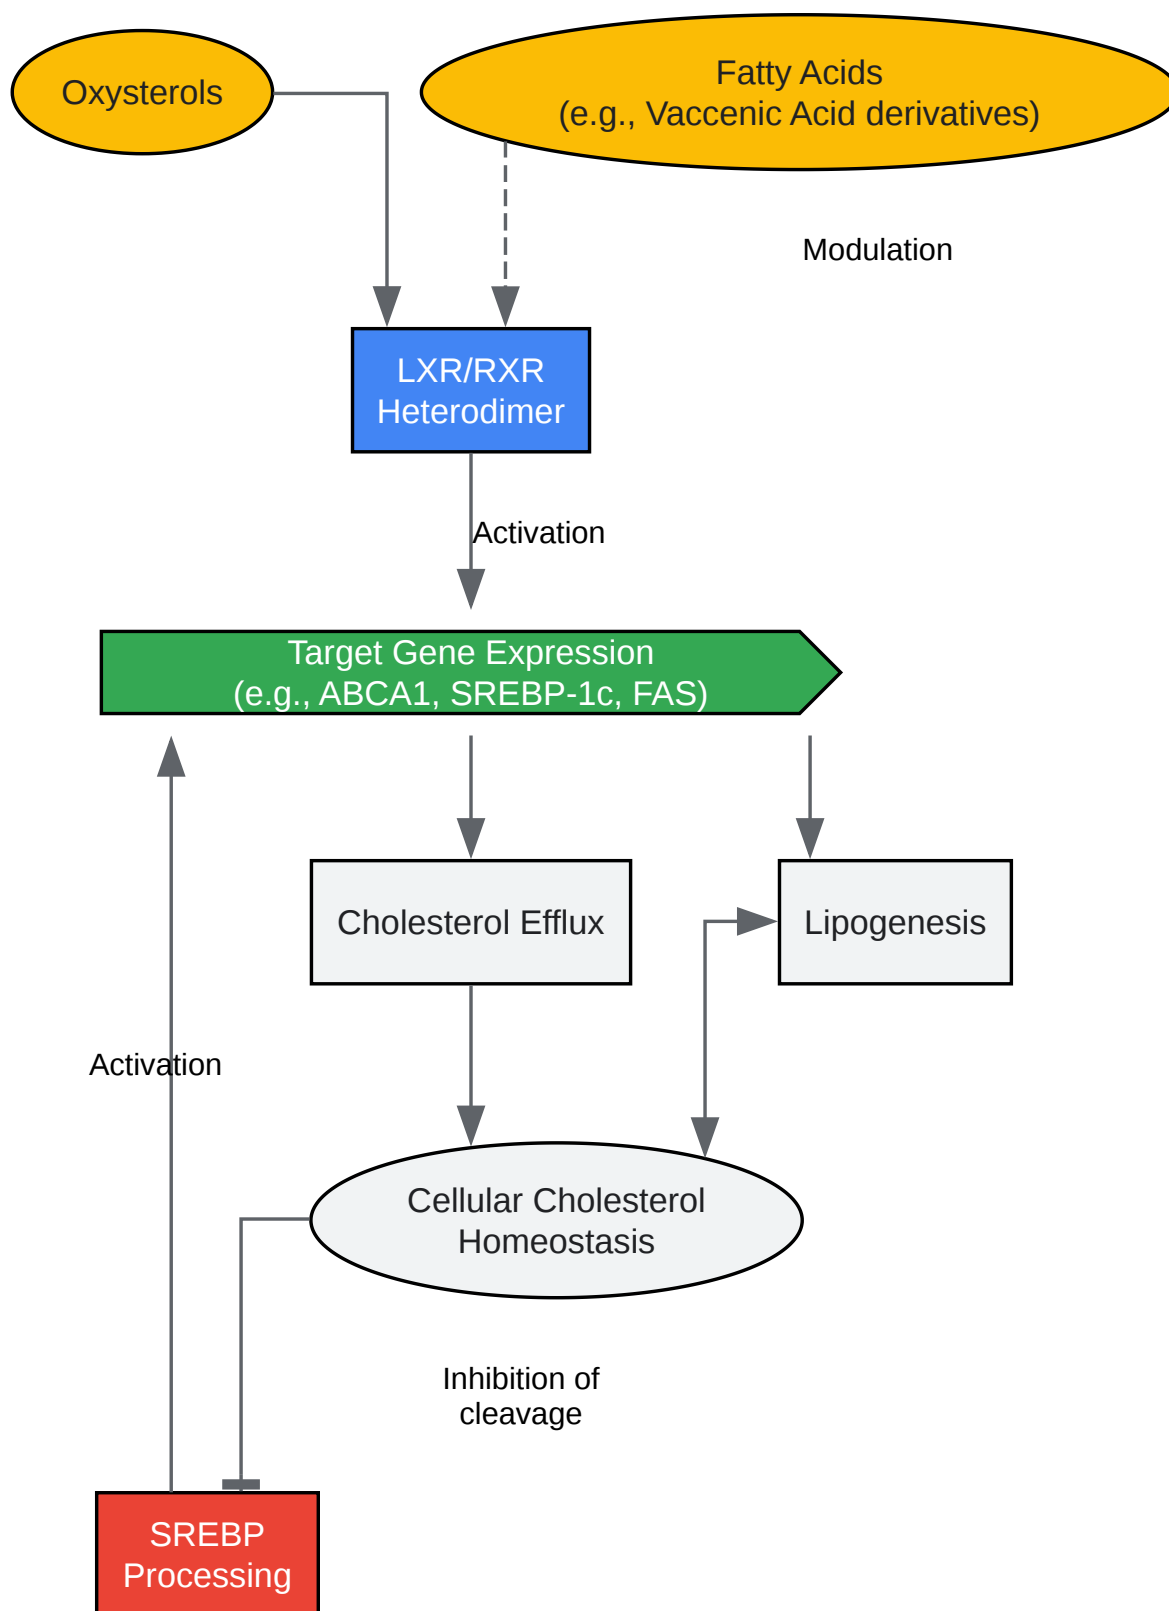 Oxysterols
Fatty Acids
(e.g., Vaccenic Acid derivatives)
Modulation
LXR/RXR
Heterodimer
Activation
Target Gene Expression
(e.g., ABCA1, SREBP-1c, FAS)
Cholesterol Efflux
Lipogenesis
Activation
Cellular Cholesterol
Homeostasis
Inhibition of
cleavage
SREBP
Processing